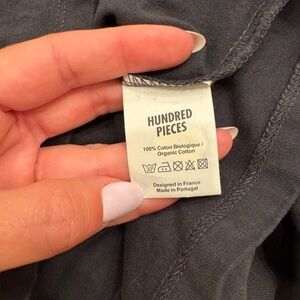 HUNDRED
PIECES
100% Coton Biologique /
Organic Cotton
Designed in France
Made in Portugal